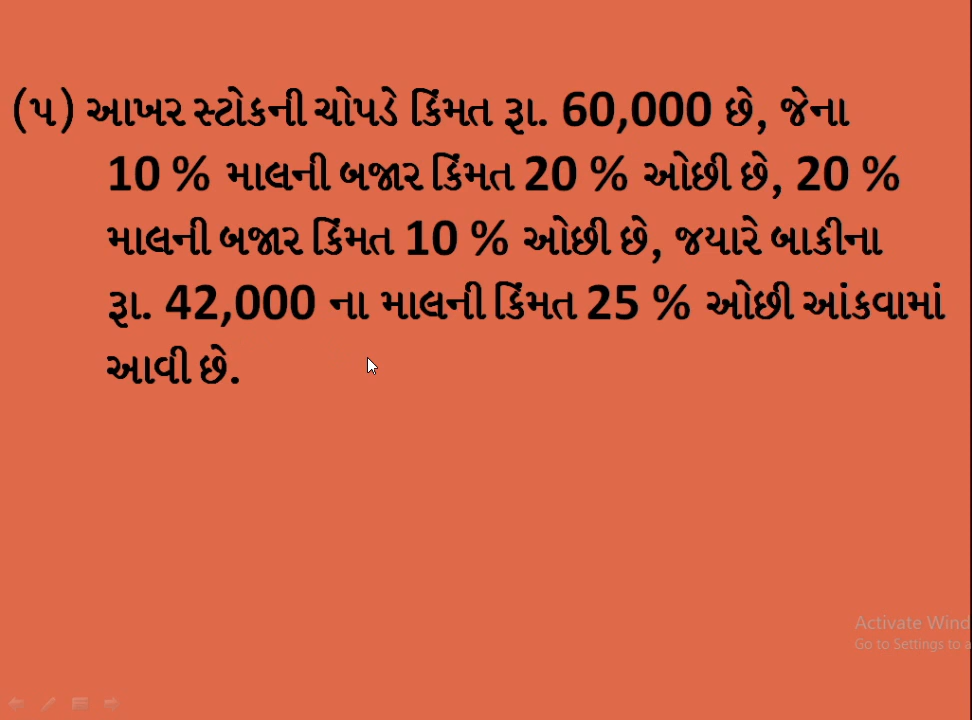 (૫) આખર સ્ટોકની ચોપડે કિંમત રૂા. 60,000 છે, જેના
10 % માલની બજાર કિંમત 20 % ઓછી છે, 20 %
માલની બજાર કિંમત 10 % ઓછી છે, જયારે બાકીના
રૂા. 42,000 ના માલની કિંમત 25 % ઓછી આંકવામાં
આવી છે.
Activate Wind
Go to Settings to a